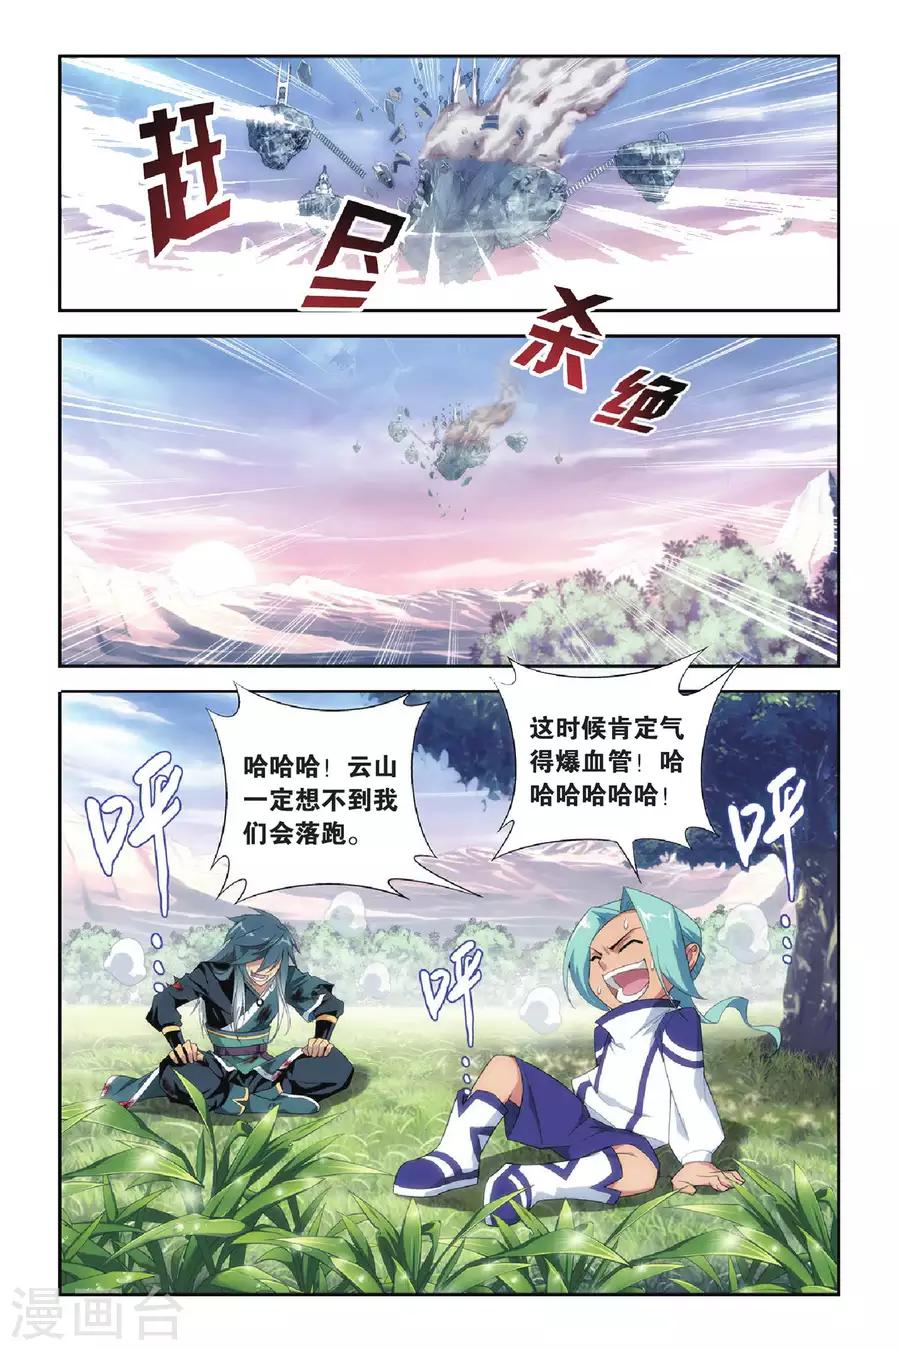 赶
尽
杀
绝
哈哈哈！云山
一定想不到我
们会落跑。
这时候肯定气
得爆血管！哈
哈哈哈哈哈！
呼…
呼…
呼…
漫画台